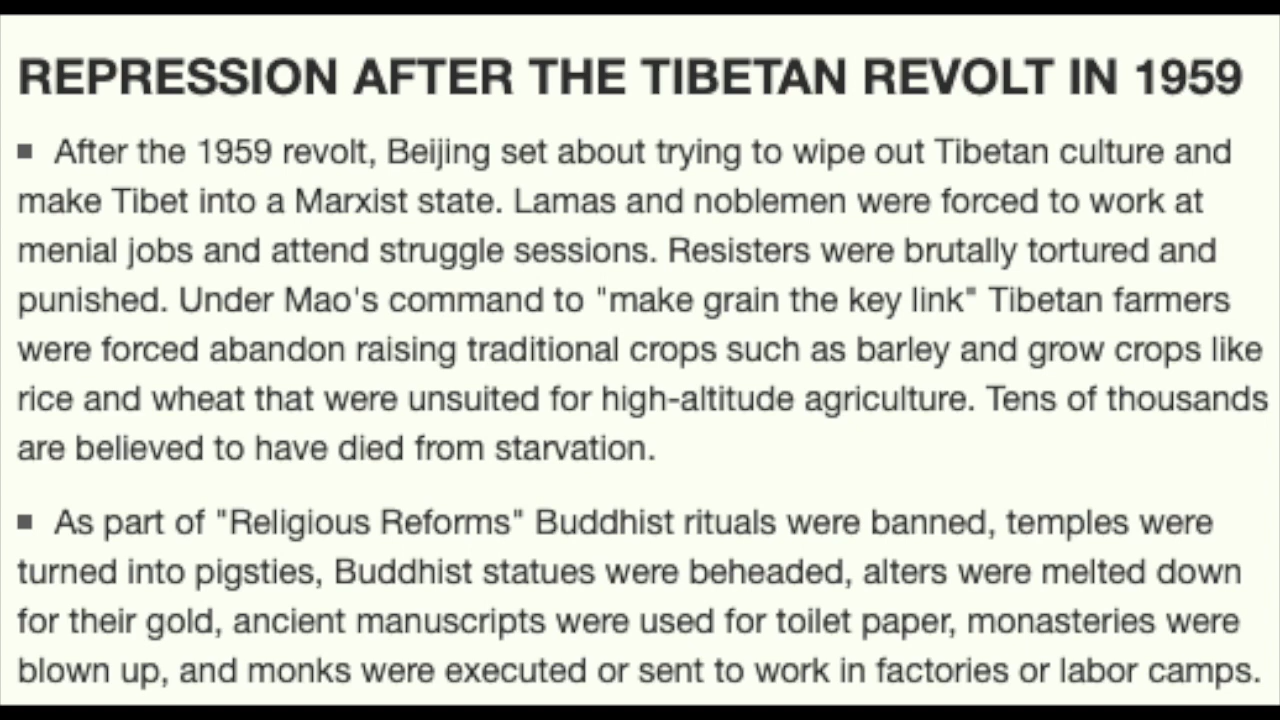 REPRESSION AFTER THE TIBETAN REVOLT IN 1959
▪ After the 1959 revolt, Beijing set about trying to wipe out Tibetan culture and
make Tibet into a Marxist state. Lamas and noblemen were forced to work at
menial jobs and attend struggle sessions. Resisters were brutally tortured and
punished. Under Mao's command to "make grain the key link" Tibetan farmers
were forced abandon raising traditional crops such as barley and grow crops like
rice and wheat that were unsuited for high-altitude agriculture. Tens of thousands
are believed to have died from starvation.
▪ As part of "Religious Reforms" Buddhist rituals were banned, temples were
turned into pigsties, Buddhist statues were beheaded, alters were melted down
for their gold, ancient manuscripts were used for toilet paper, monasteries were
blown up, and monks were executed or sent to work in factories or labor camps.